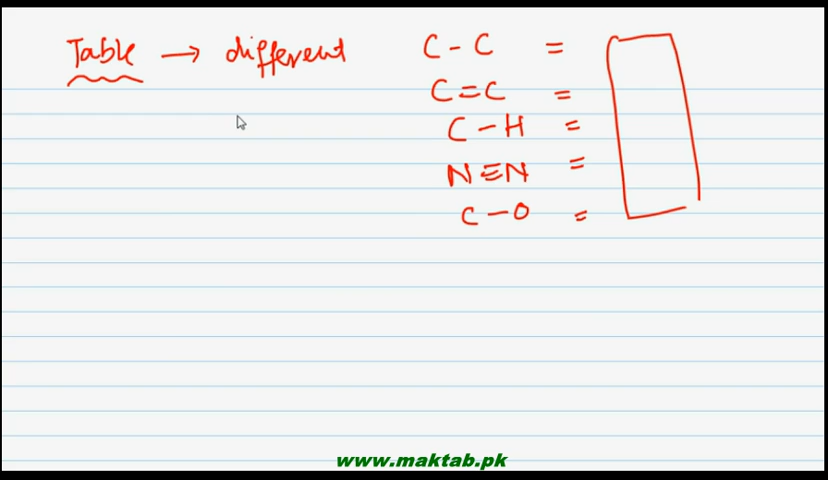 Table → different
C - C =
C = C =
C - H =
N ≡ N =
C - O =
www.maktab.pk